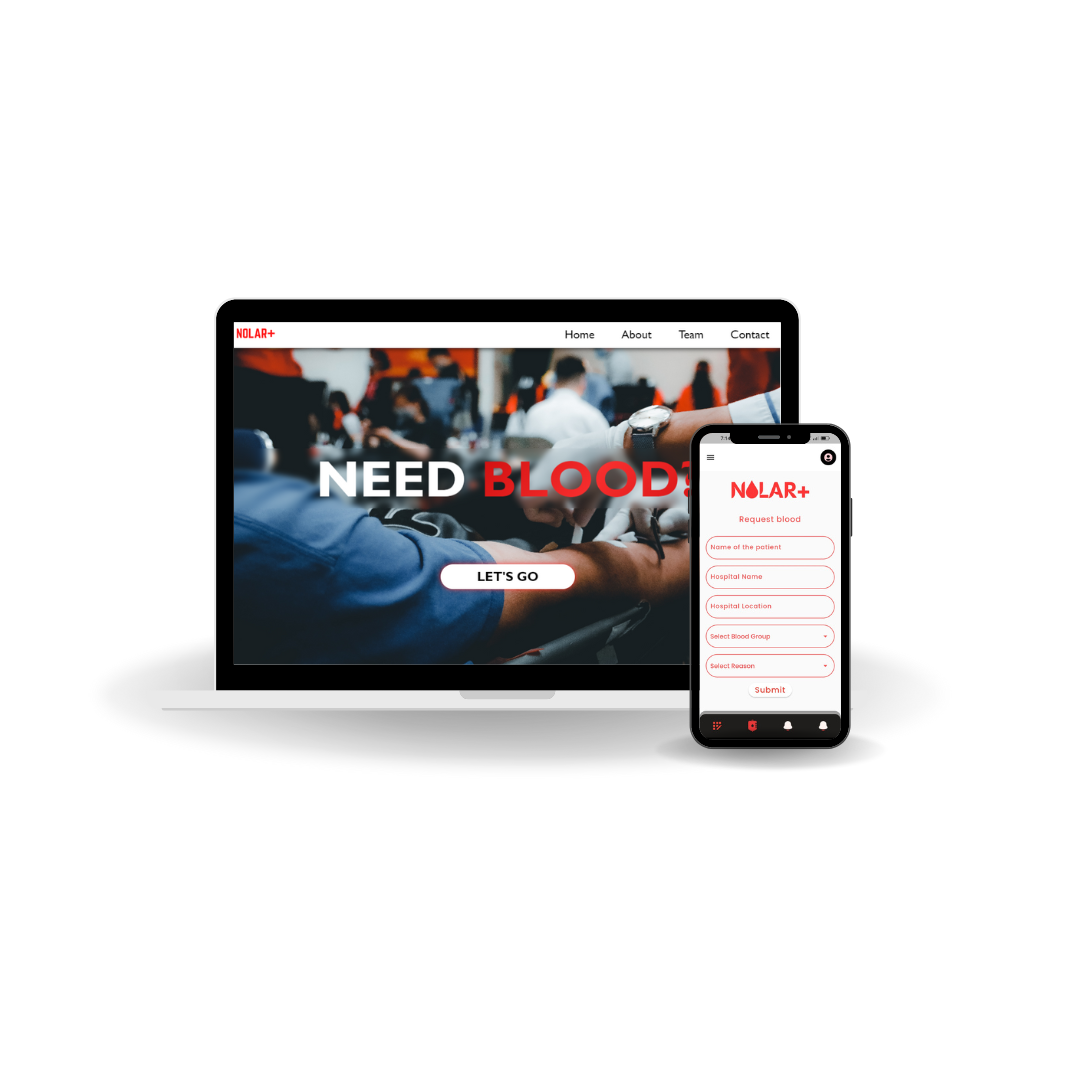 NOLAR+
Home About Team Contact
NEED BLOOD?
LET'S GO
NOLAR+
Request blood
Name of the patient
Hospital Name
Hospital Location
Select Blood Group
Select Reason
Submit